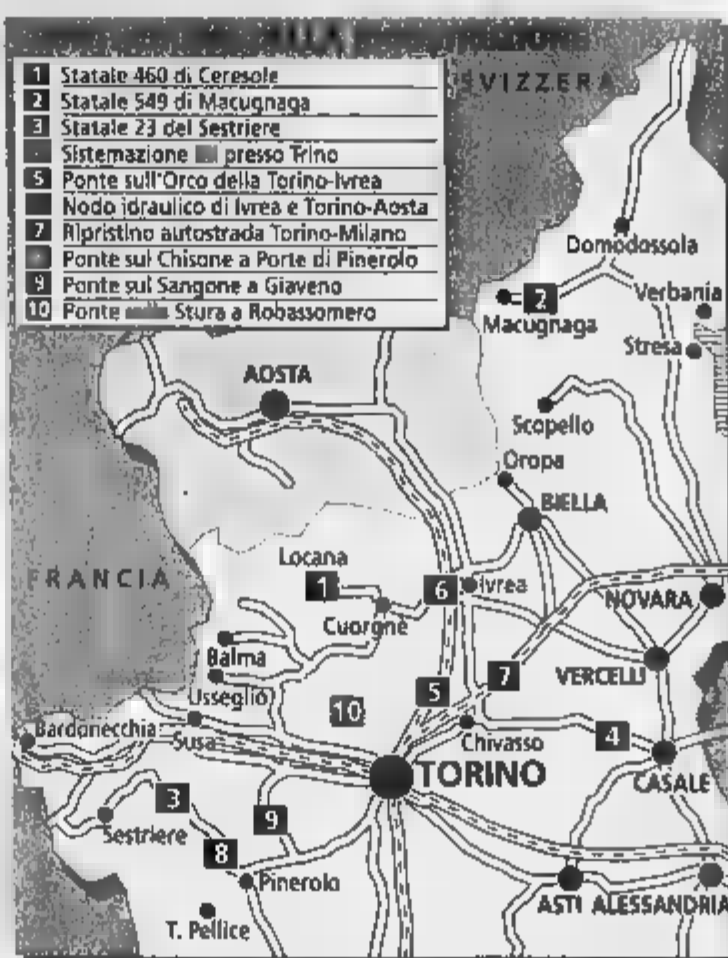 1 Statale 460 di Ceresole
2 Statale 549 di Macugnaga
3 Statale 23 del Sestriere
Sistemazione presso Trino
5 Ponte sull'Orco della Torino-Ivrea
Nodo idraulico di Ivrea e Torino-Aosta
7 Ripristino autostrada Torino-Milano
Ponte sul Chisone a Porte di Pinerolo
9 Ponte sul Sangone a Giaveno
10 Ponte Stura a Robassomero
SVIZZERA
Domodossola
Verbania
2
Macugnaga
Stresa
AOSTA
Scopello
Oropa
BIELLA
Locana
FRANCIA
1
6 Ivrea
NOVARA
Cuorgnè
Balma
VERCELLI
7
Usseglio
5
10
Bardonecchia
Susa
Chivasso
4
TORINO
CASALE
3
Sestriere
9
8
Pinerolo
ASTI ALESSANDRIA
T. Pellice